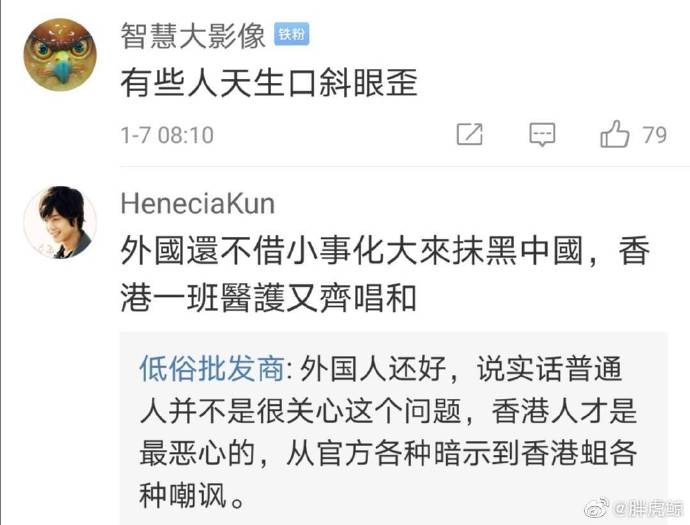 智慧大影像 铁粉
有些人天生口斜眼歪
1-7 08:10 79
HeneciaKun
外國還不借小事化大來抹黑中國，香
港一班醫護又齊唱和
低俗批发商: 外国人还好，说实话普通
人并不是很关心这个问题，香港人才是
最恶心的，从官方各种暗示到香港蛆各
种嘲讽。
@胖虎鲸